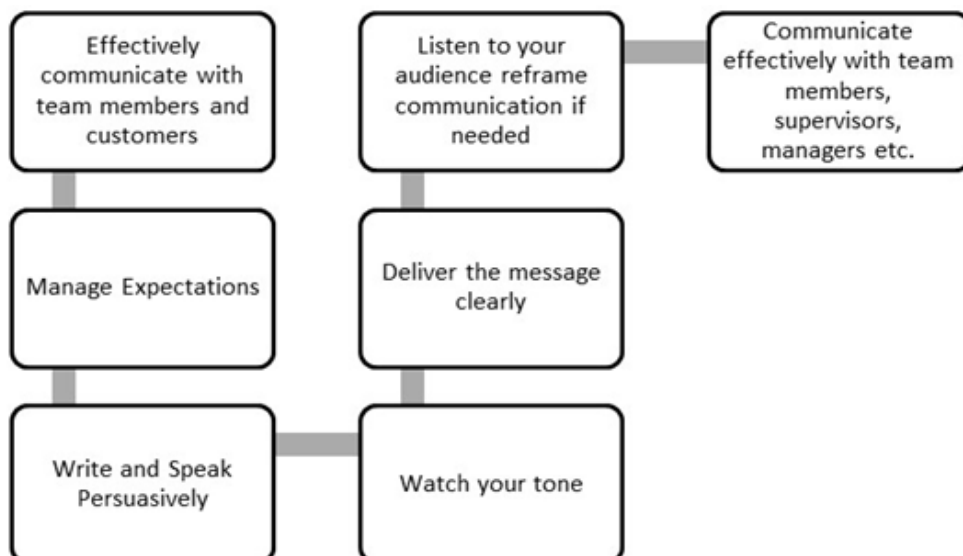 Effectively
communicate with
team members and
customers
Manage Expectations
Write and Speak
Persuasively
Watch your tone
Deliver the message
clearly
Listen to your
audience reframe
communication if
needed
Communicate
effectively with team
members,
supervisors,
managers etc.